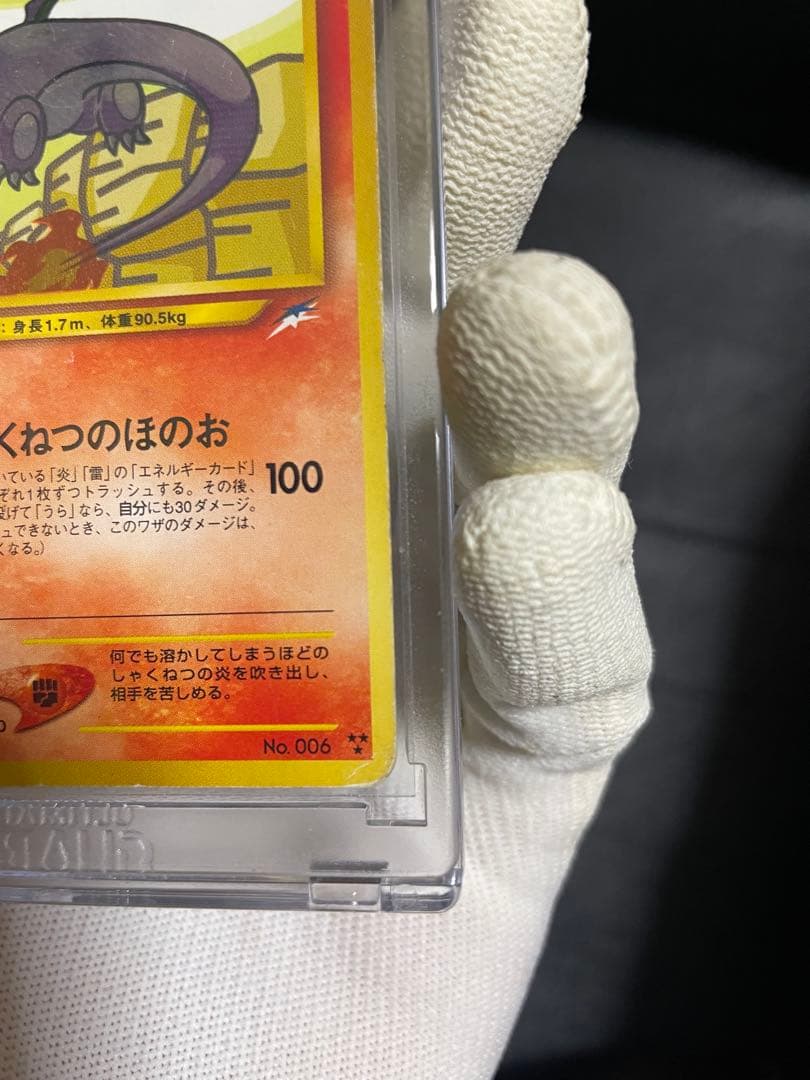 : 身長1.7m、体重90.5kg
くねつのほのお
いている「炎」「雷」の「エネルギーカード」
ぞれ1枚ずつトラッシュする。その後、
投げて「うら」なら、自分にも30ダメージ。
ュできないとき、このワザのダメージは、
くなる。)
100
何でも溶かしてしまうほどの
しゃくねつの炎を吹き出し、
相手を苦しめる。
0
No. 006 ★★★